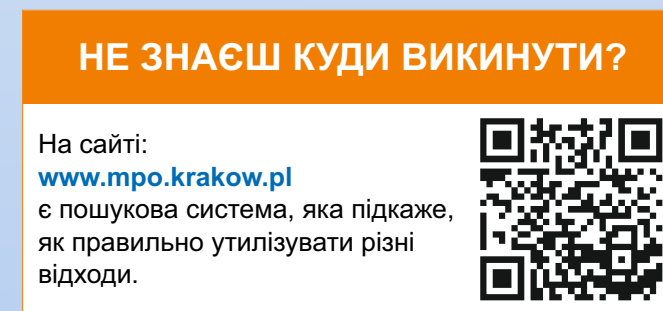 НЕ ЗНАЄШ КУДИ ВИКИНУТИ?
На сайті:
www.mpo.krakow.pl
є пошукова система, яка підкаже,
як правильно утилізувати різні
відходи.